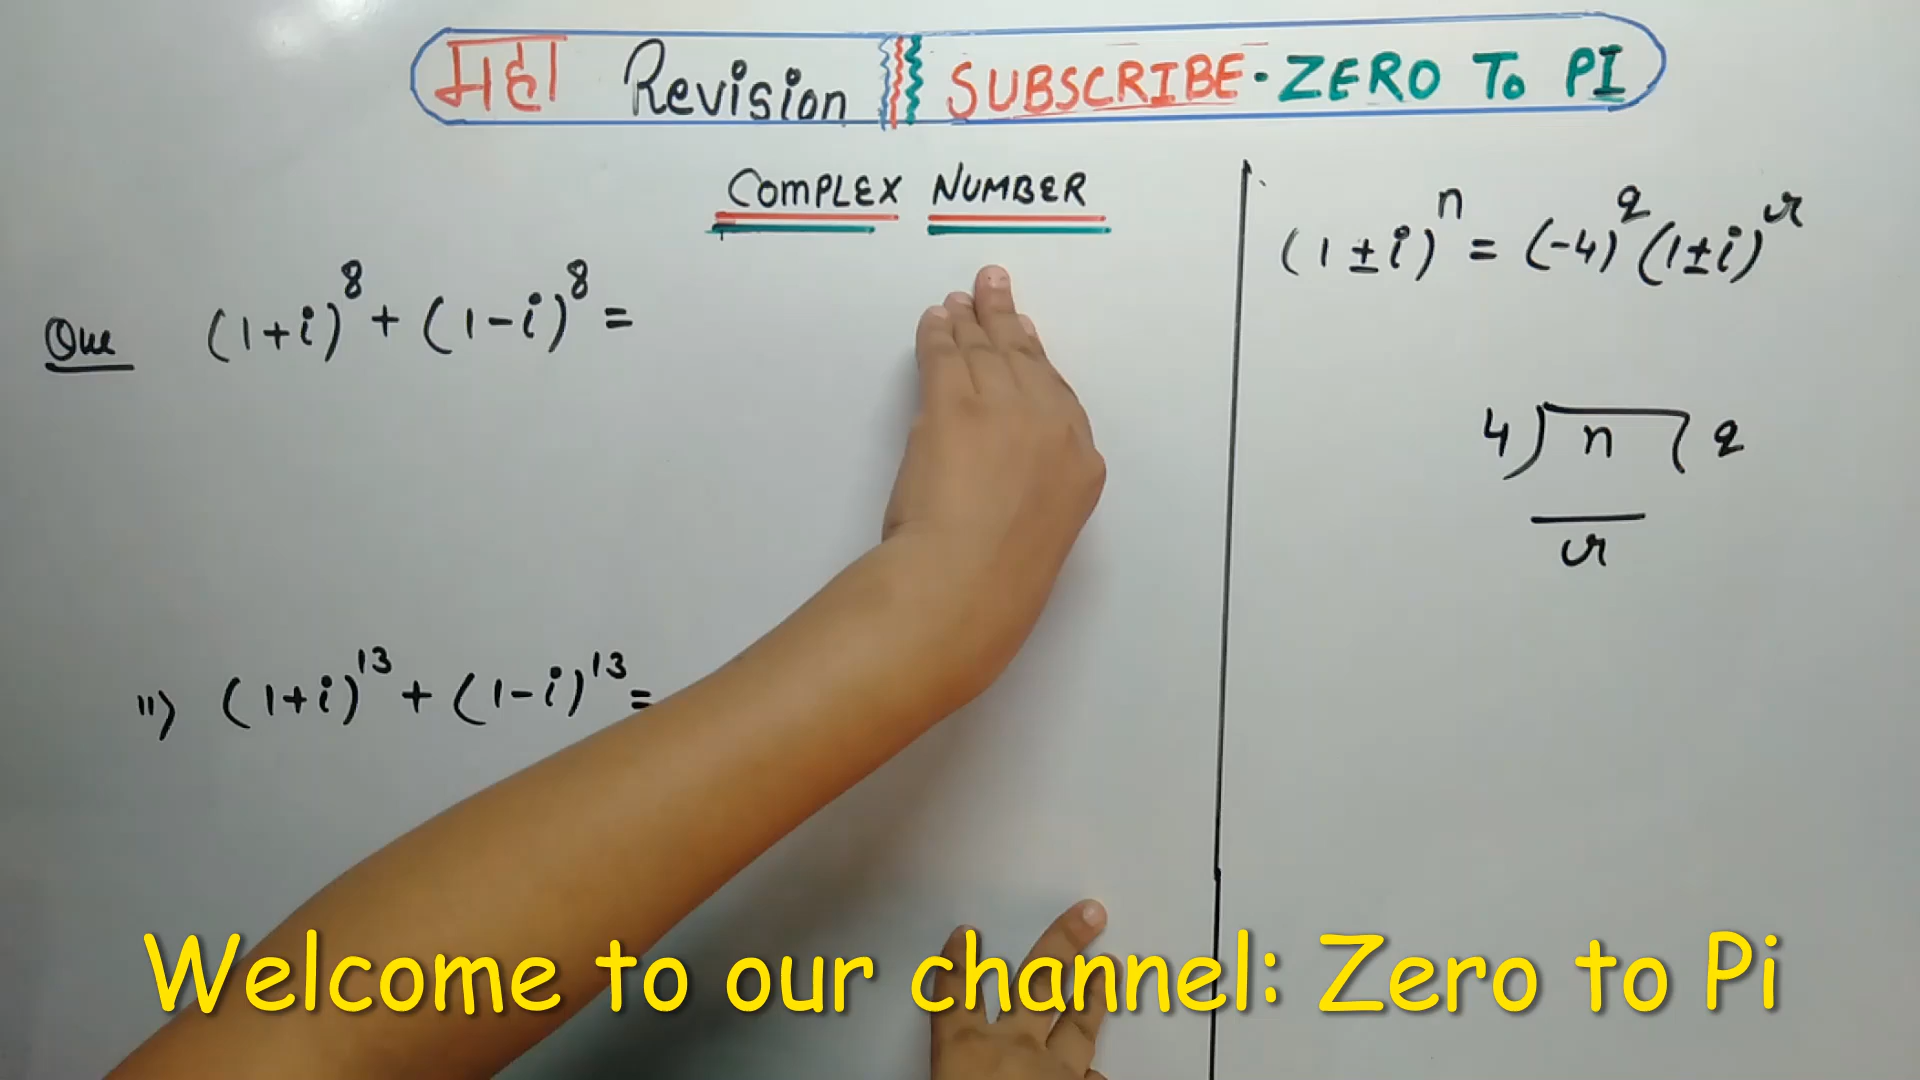 महा Revision SUBSCRIBE·ZERO TO PI
COMPLEX NUMBER
Que (1+i)^8 + (1-i)^8 =
11) (1+i)^13 + (1-i)^13 =
(1±i)^n = (-4)^q (1±i)^r
4) n ( q
r
Welcome to our channel: Zero to Pi